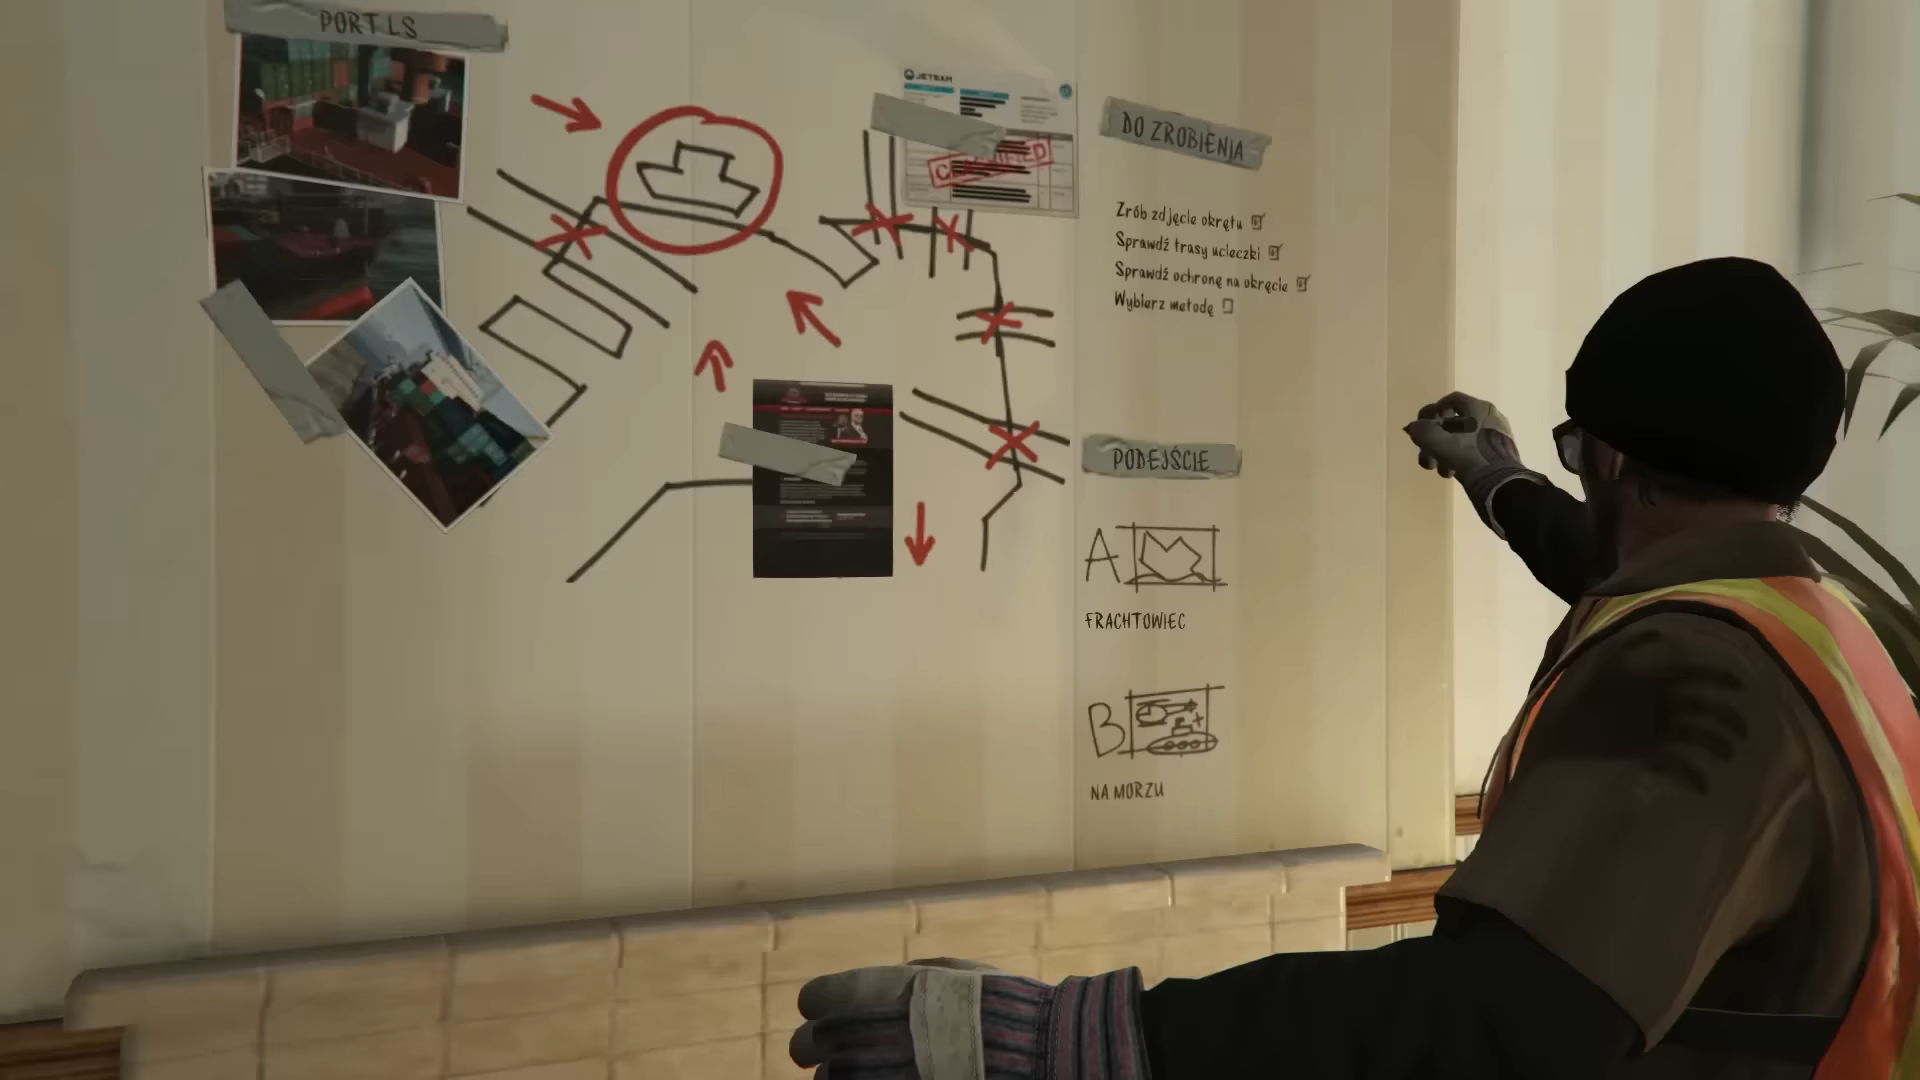 PORT LS
JETSAM
CLASSIFIED
DO ZROBIENIA
Zrób zdjęcie okrętu
Sprawdź trasy ucieczki
Sprawdź ochronę na okręcie
Wybierz metodę
PODEJŚCIE
A
FRACHTOWIEC
B
NA MORZU